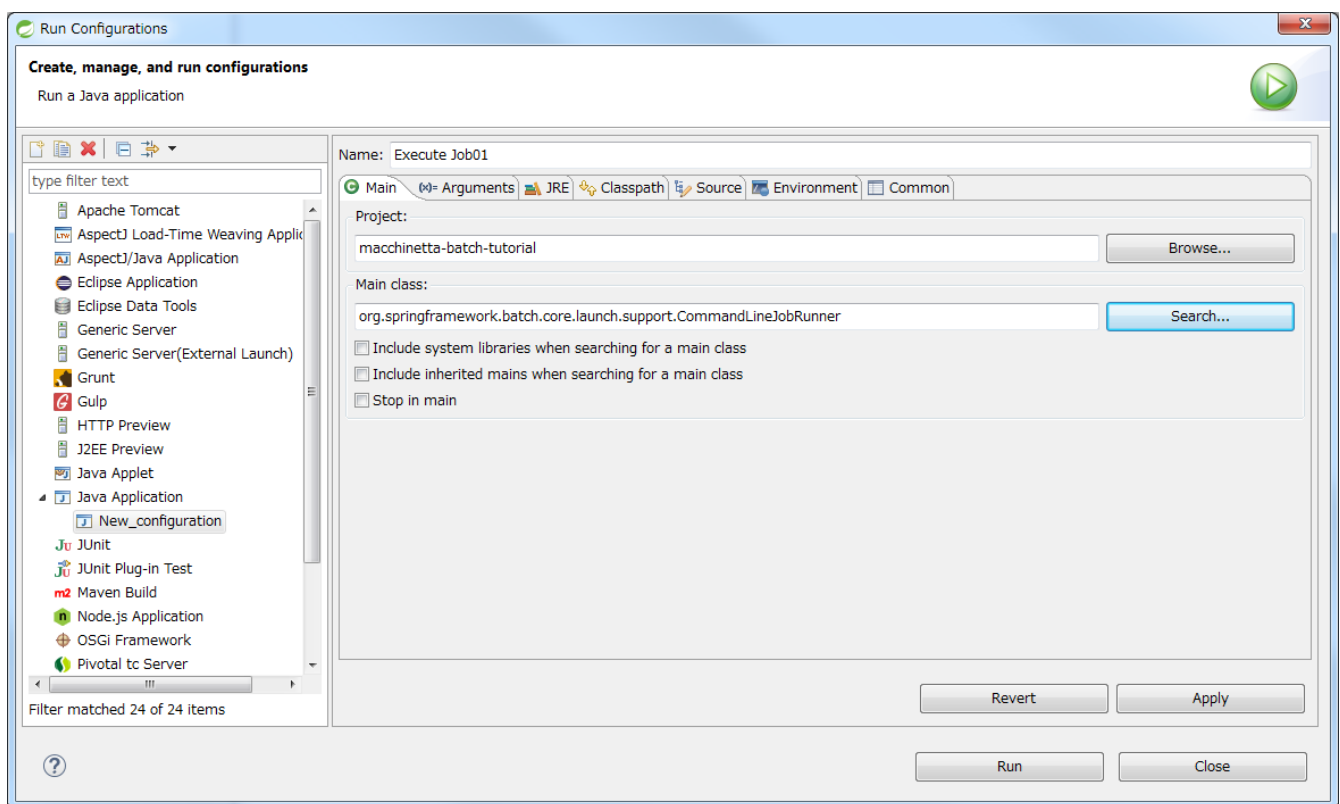 Run Configurations
x
Create, manage, and run configurations
Run a Java application
type filter text
Apache Tomcat
LTW AspectJ Load-Time Weaving Applic
AJ AspectJ/Java Application
Eclipse Application
Eclipse Data Tools
Generic Server
Generic Server(External Launch)
Grunt
Gulp
HTTP Preview
J2EE Preview
Java Applet
J Java Application
J New_configuration
Ju JUnit
JUnit Plug-in Test
m2 Maven Build
n Node.js Application
OSGi Framework
Pivotal tc Server
Filter matched 24 of 24 items
Name: Execute Job01
Main (x)= Arguments JRE Classpath Source Environment Common
Project:
macchinetta-batch-tutorial Browse...
Main class:
org.springframework.batch.core.launch.support.CommandLineJobRunner Search...
Include system libraries when searching for a main class
Include inherited mains when searching for a main class
Stop in main
Revert Apply
? Run Close